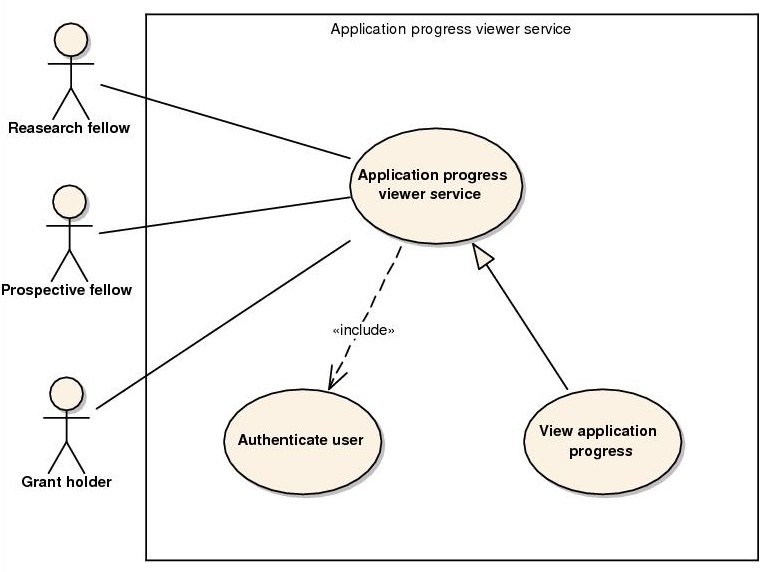 Application progress viewer service
Reasearch fellow
Application progress
viewer service
Prospective fellow
«include»
Authenticate user
View application
progress
Grant holder